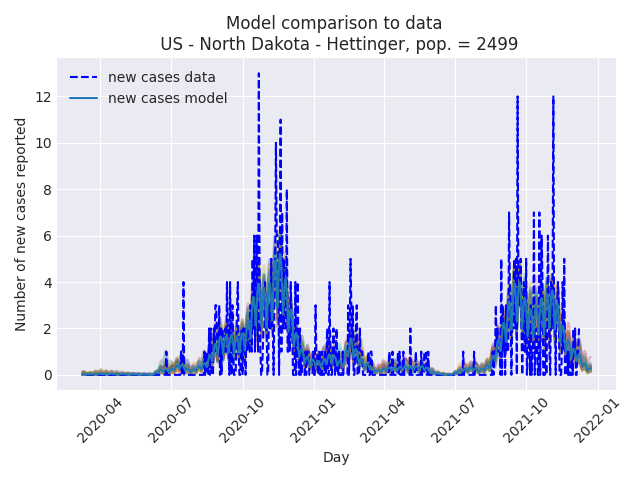 Model comparison to data
US - North Dakota - Hettinger, pop. = 2499
new cases data
new cases model
Number of new cases reported
12
10
8
6
4
2
0
2020-04
2020-07
2020-10
2021-01
2021-04
2021-07
2021-10
2022-01
Day